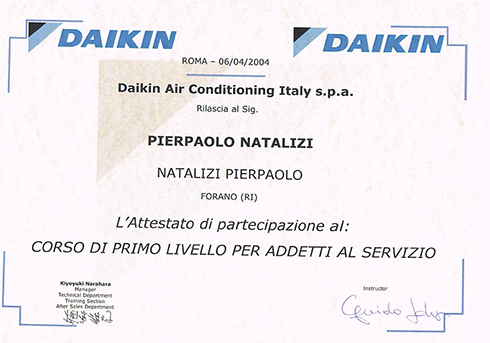 DAIKIN
DAIKIN
ROMA – 06/04/2004
Daikin Air Conditioning Italy s.p.a.
Rilascia al Sig.
PIERPAOLO NATALIZI
NATALIZI PIERPAOLO
FORANO (RI)
L'Attestato di partecipazione al:
CORSO DI PRIMO LIVELLO PER ADDETTI AL SERVIZIO
Kiyoyuki Narahara
Manager
Technical Department
Training Section
After Sales Department
Instructor
Guido